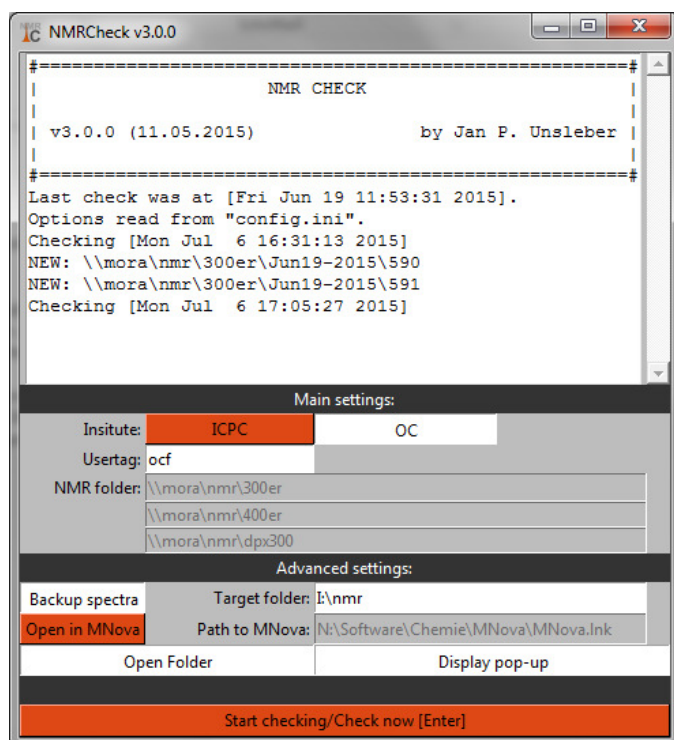 NMRCheck v3.0.0
#======================================================#
| NMR CHECK |
| |
| v3.0.0 (11.05.2015) by Jan P. Unsleber |
| |
#======================================================#
Last check was at [Fri Jun 19 11:53:31 2015].
Options read from "config.ini".
Checking [Mon Jul  6 16:31:13 2015]
NEW: \\mora\nmr\300er\Jun19-2015\590
NEW: \\mora\nmr\300er\Jun19-2015\591
Checking [Mon Jul  6 17:05:27 2015]
Main settings:
Insitute: ICPC OC
Usertag: ocf
NMR folder: \\mora\nmr\300er
\\mora\nmr\400er
\\mora\nmr\dpx300
Advanced settings:
Backup spectra Target folder: I:\nmr
Open in MNova Path to MNova: N:\Software\Chemie\MNova\MNova.lnk
Open Folder Display pop-up
Start checking/Check now [Enter]